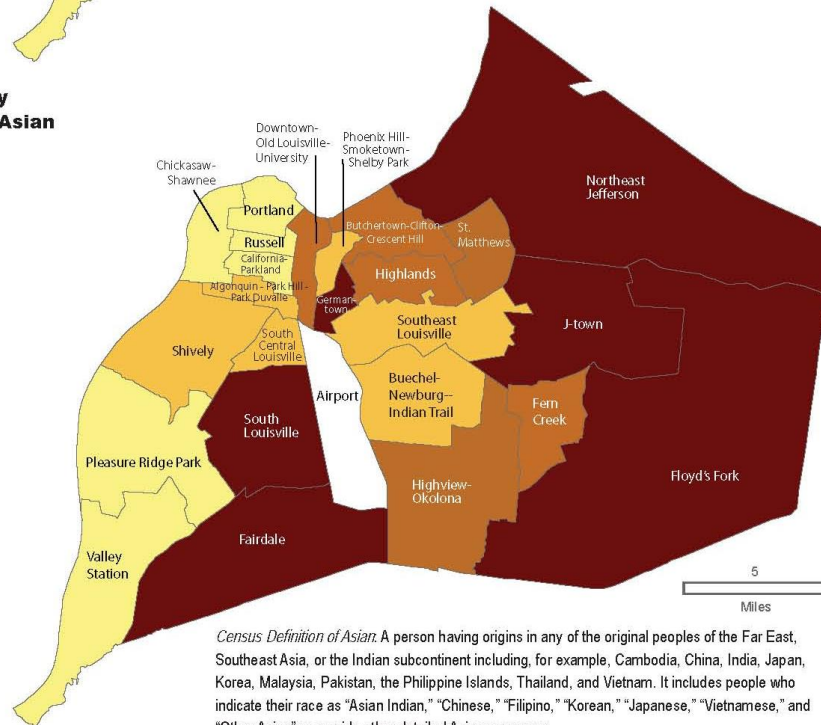 y
Asian
Downtown-
Old Louisville-
University
Phoenix Hill-
Smoketown-
Shelby Park
Chickasaw-
Shawnee
Northeast
Jefferson
Portland
Butchertown-Clifton-
Crescent Hill
St.
Matthews
Russell
California-
Parkland
Highlands
Algonquin - Park Hill-
Park Duvalle
German-
town
Southeast
Louisville
J-town
South
Central
Louisville
Shively
Airport
Buechel-
Newburg--
Indian Trail
Fern
Creek
South
Louisville
Pleasure Ridge Park
Highview-
Okolona
Floyd's Fork
Fairdale
Valley
Station
5
Miles
Census Definition of Asian: A person having origins in any of the original peoples of the Far East,
Southeast Asia, or the Indian subcontinent including, for example, Cambodia, China, India, Japan,
Korea, Malaysia, Pakistan, the Philippine Islands, Thailand, and Vietnam. It includes people who
indicate their race as “Asian Indian,” “Chinese,” “Filipino,” “Korean,” “Japanese,” “Vietnamese,” and